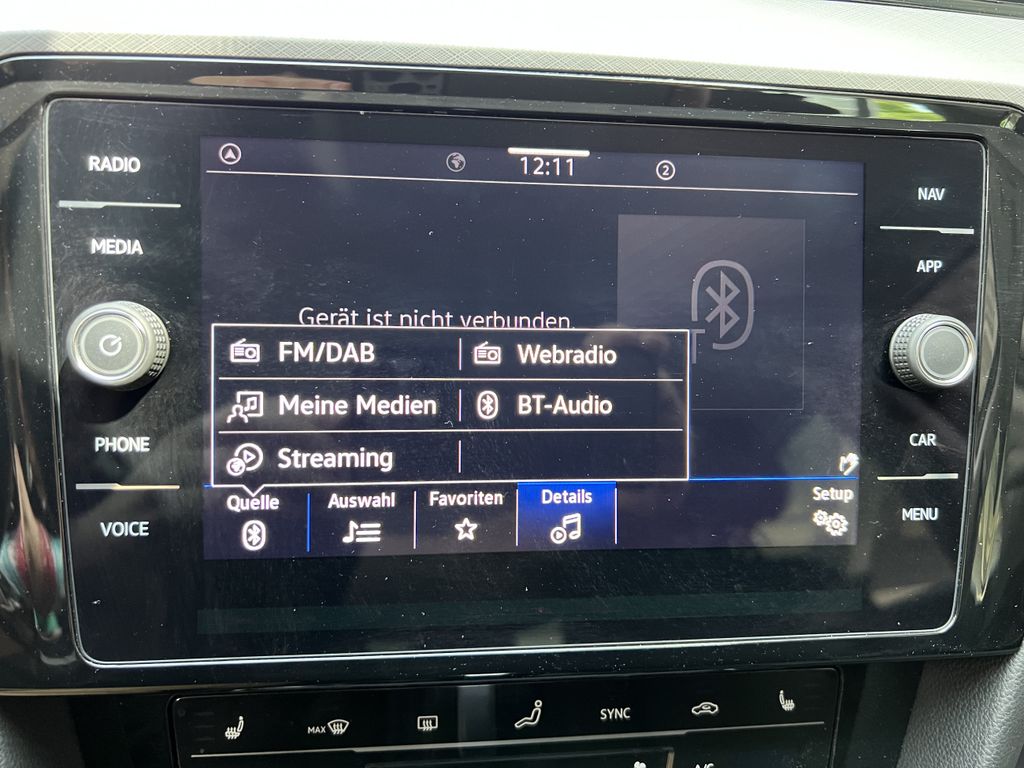 RADIO
MEDIA
PHONE
VOICE
12:11
2
Gerät ist nicht verbunden.
FM/DAB
Webradio
Meine Medien
BT-Audio
Streaming
Quelle
Auswahl
Favoriten
Details
Setup
NAV
APP
CAR
MENU
MAX
SYNC
A/C